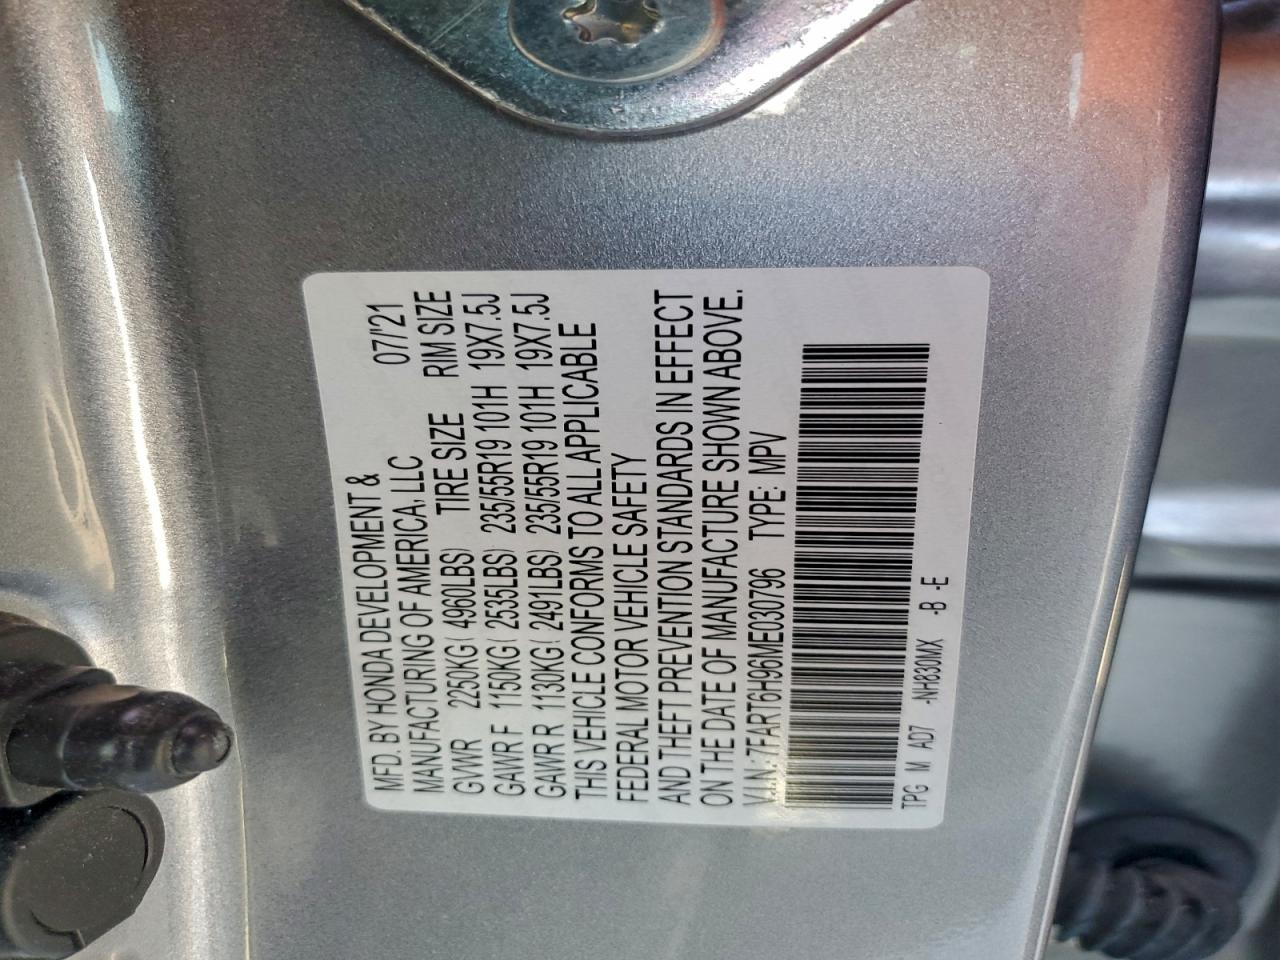 MFD. BY HONDA DEVELOPMENT & 07/'21
MANUFACTURING OF AMERICA, LLC
GVWR 2250KG( 4960LBS) TIRE SIZE RIM SIZE
GAWR F 1150KG( 2535LBS) 235/55R19 101H 19X7.5J
GAWR R 1130KG( 2491LBS) 235/55R19 101H 19X7.5J
THIS VEHICLE CONFORMS TO ALL APPLICABLE
FEDERAL MOTOR VEHICLE SAFETY
AND THEFT PREVENTION STANDARDS IN EFFECT
ON THE DATE OF MANUFACTURE SHOWN ABOVE.
V.I.N.: 7FART6H96ME030796 TYPE: MPV
TPG M AD7 -NH830MX -B -E